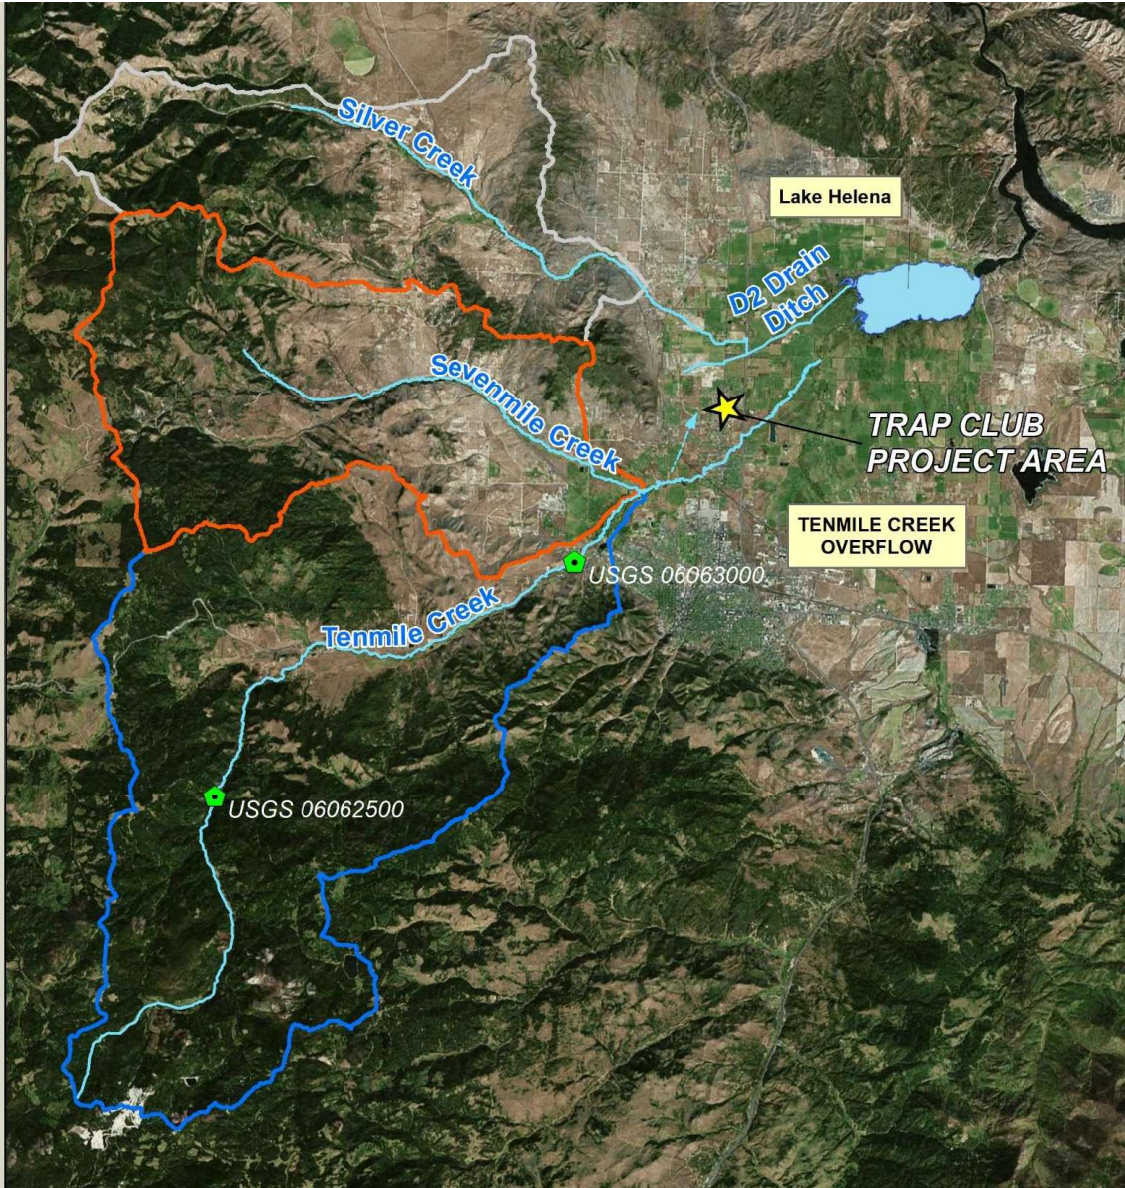 Silver Creek
Lake Helena
D2 Drain
Ditch
Sevenmile Creek
TRAP CLUB
PROJECT AREA
TENMILE CREEK
OVERFLOW
USGS 06063000
Tenmile Creek
USGS 06062500